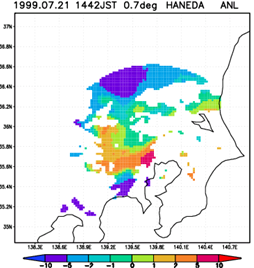 1999.07.21 1442JST 0.7deg HANEDA ANL
37N
36.8N
36.6N
36.4N
36.2N
36N
35.8N
35.6N
35.4N
35.2N
35N
138.3E 138.6E 138.9E 139.2E 139.5E 139.8E 140.1E 140.4E 140.7E
-10 -5 -2 -1 0 1 2 5 10